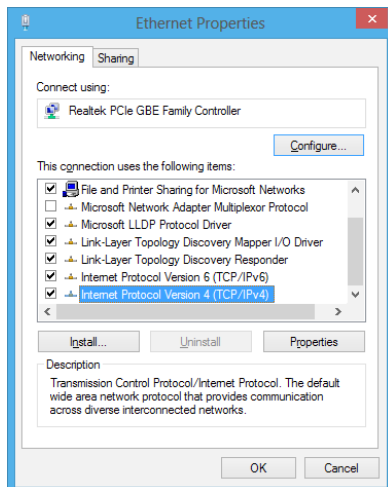 Ethernet Properties
Networking
Sharing
Connect using:
Realtek PCIe GBE Family Controller
Configure...
This connection uses the following items:
File and Printer Sharing for Microsoft Networks
Microsoft Network Adapter Multiplexor Protocol
Microsoft LLDP Protocol Driver
Link-Layer Topology Discovery Mapper I/O Driver
Link-Layer Topology Discovery Responder
Internet Protocol Version 6 (TCP/IPv6)
Internet Protocol Version 4 (TCP/IPv4)
Install...
Uninstall
Properties
Description
Transmission Control Protocol/Internet Protocol. The default
wide area network protocol that provides communication
across diverse interconnected networks.
OK
Cancel